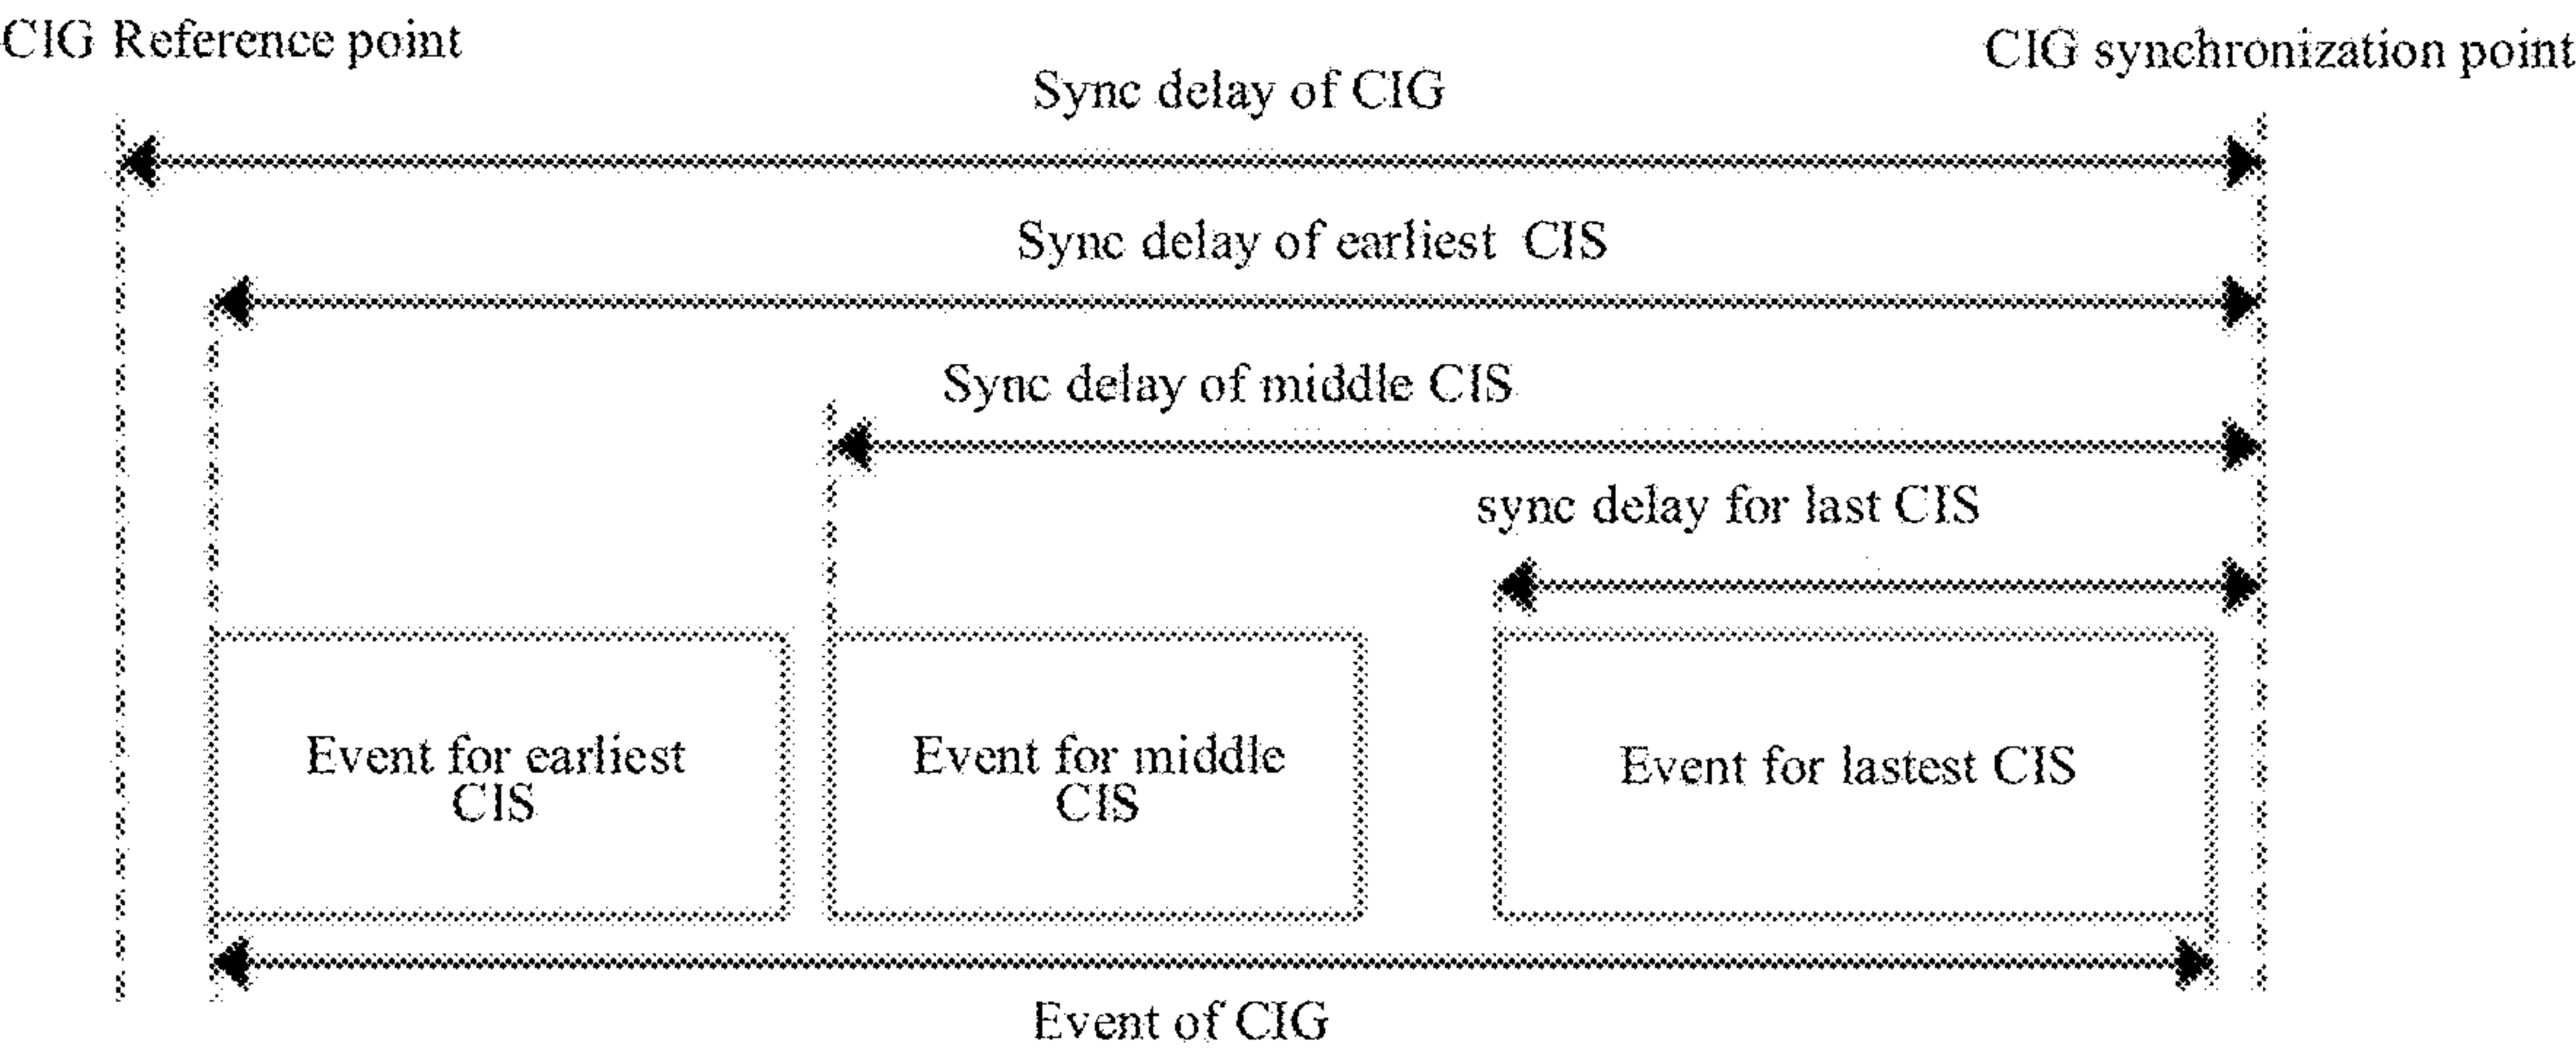 CIG Reference point
CIG synchronization point
Sync delay of CIG
Sync delay of earliest CIS
Sync delay of middle CIS
sync delay for last CIS
Event for earliest
CIS
Event for middle
CIS
Event for lastest CIS
Event of CIG